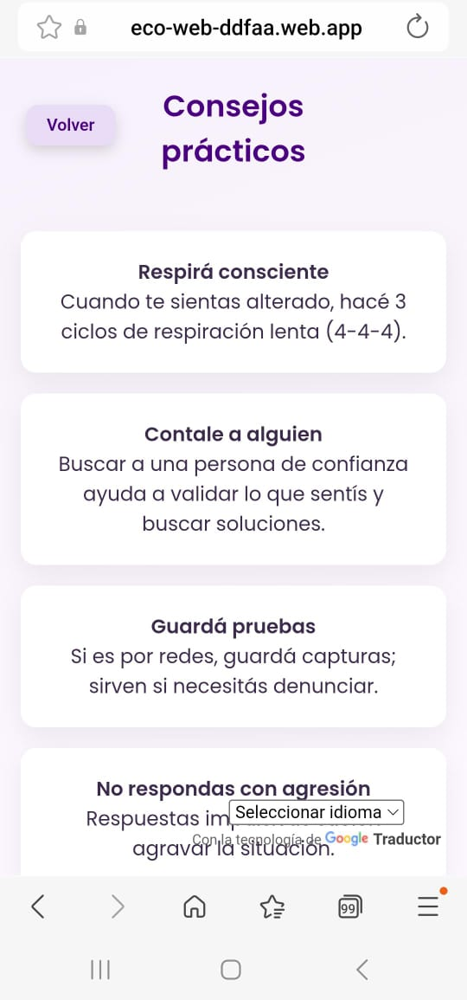 eco-web-ddfaa.web.app
Volver
Consejos
prácticos
Respirá consciente
Cuando te sientas alterado, hacé 3
ciclos de respiración lenta (4-4-4).
Contale a alguien
Buscar a una persona de confianza
ayuda a validar lo que sentís y
buscar soluciones.
Guardá pruebas
Si es por redes, guardá capturas;
sirven si necesitás denunciar.
No respondas con agresión
Respuestas
Seleccionar idioma
Con la tecnología de Google Traductor
agravar la situación.
99